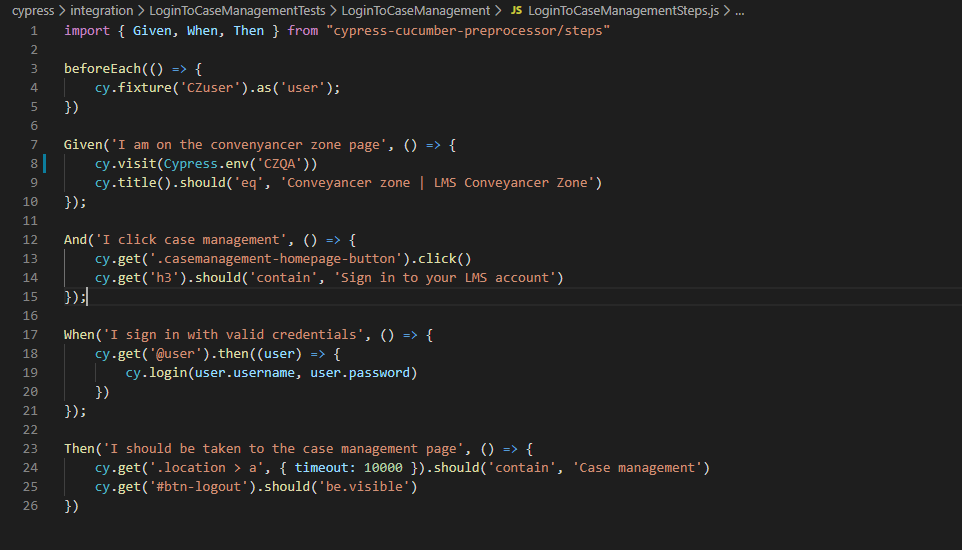 cypress > integration > LoginToCaseManagementTests > LoginToCaseManagement > JS LoginToCaseManagementSteps.js > ...
1 import { Given, When, Then } from "cypress-cucumber-preprocessor/steps"
2
3 beforeEach(() => {
4     cy.fixture('CZuser').as('user');
5 })
6
7 Given('I am on the convenyancer zone page', () => {
8     cy.visit(Cypress.env('CZQA'))
9     cy.title().should('eq', 'Conveyancer zone | LMS Conveyancer Zone')
10 });
11
12 And('I click case management', () => {
13     cy.get('.casemanagement-homepage-button').click()
14     cy.get('h3').should('contain', 'Sign in to your LMS account')
15 });
16
17 When('I sign in with valid credentials', () => {
18     cy.get('@user').then((user) => {
19         cy.login(user.username, user.password)
20     })
21 });
22
23 Then('I should be taken to the case management page', () => {
24     cy.get('.location > a', { timeout: 10000 }).should('contain', 'Case management')
25     cy.get('#btn-logout').should('be.visible')
26 })